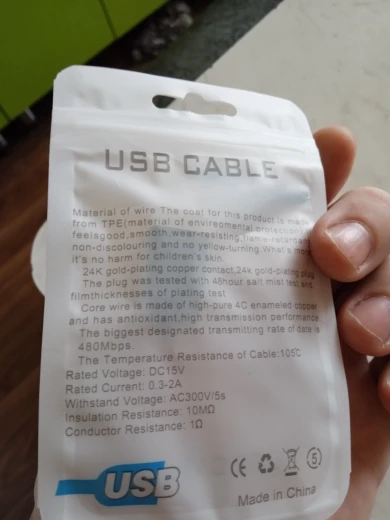 USB CABLE
Material of wire The coat for this product is made
from TPE(material of enviropmental protection)
feelsgood,smooth,wear-resisting,flame-retardant
non-discolouring and no yellow-turning.What's more
it's no harm for children's skin.
24K gold-plating copper contact,24k gold-plating plug
The plug was tested with 48hour salt mist test and
filmthicknesses of plating test
Core wire is made of high-pure 4C enameled copper
and has antioxidant,high transmission performance
The biggest designated transmitting rate of date is
480Mbps.
The Temperature Resistance of Cable:105C
Rated Voltage: DC15V
Rated Current: 0.3-2A
Withstand Voltage: AC300V/5s
Insulation Resistance: 10MΩ
Conductor Resistance: 1Ω
USB
CE
5
Made in China